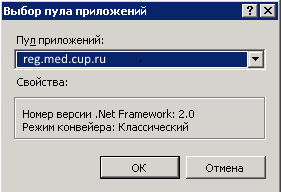 Выбор пула приложений
Пул приложений:
reg.med.cup.ru
Свойства:
Номер версии .Net Framework: 2.0
Режим конвейера: Классический
ОК
Отмена